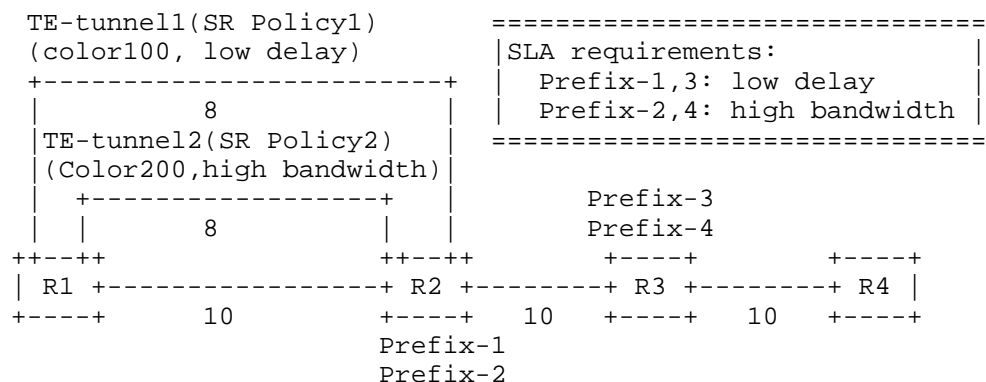 TE-tunnel1(SR Policy1)
(color100, low delay)
SLA requirements:
Prefix-1,3: low delay
Prefix-2,4: high bandwidth
8
TE-tunnel2(SR Policy2)
(Color200,high bandwidth)
8
Prefix-3
Prefix-4
R1 R2 R3 R4
10 10 10
Prefix-1
Prefix-2